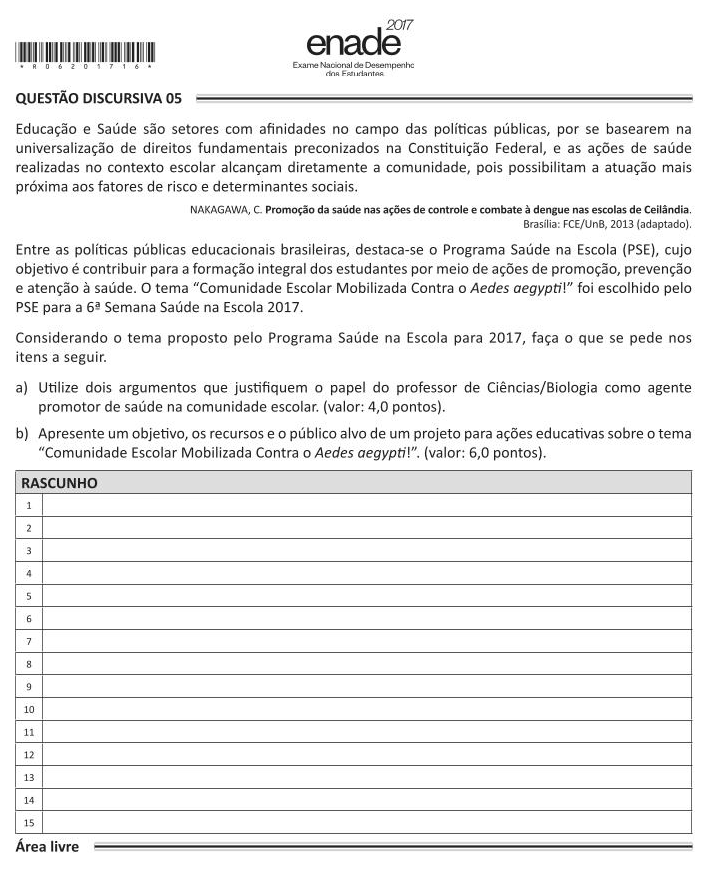 2017
enade
Exame Nacional de Desempenho
dos Estudantes
*R06201716*
QUESTÃO DISCURSIVA 05
Educação e Saúde são setores com afinidades no campo das políticas públicas, por se basearem na
universalização de direitos fundamentais preconizados na Constituição Federal, e as ações de saúde
realizadas no contexto escolar alcançam diretamente a comunidade, pois possibilitam a atuação mais
próxima aos fatores de risco e determinantes sociais.
NAKAGAWA, C. Promoção da saúde nas ações de controle e combate à dengue nas escolas de Ceilândia.
Brasília: FCE/UnB, 2013 (adaptado).
Entre as políticas públicas educacionais brasileiras, destaca-se o Programa Saúde na Escola (PSE), cujo
objetivo é contribuir para a formação integral dos estudantes por meio de ações de promoção, prevenção
e atenção à saúde. O tema “Comunidade Escolar Mobilizada Contra o Aedes aegypti!” foi escolhido pelo
PSE para a 6ª Semana Saúde na Escola 2017.
Considerando o tema proposto pelo Programa Saúde na Escola para 2017, faça o que se pede nos
itens a seguir.
a) Utilize dois argumentos que justifiquem o papel do professor de Ciências/Biologia como agente
promotor de saúde na comunidade escolar. (valor: 4,0 pontos).
b) Apresente um objetivo, os recursos e o público alvo de um projeto para ações educativas sobre o tema
“Comunidade Escolar Mobilizada Contra o Aedes aegypti!”. (valor: 6,0 pontos).
RASCUNHO
1
2
3
4
5
6
7
8
9
10
11
12
13
14
15
Área livre